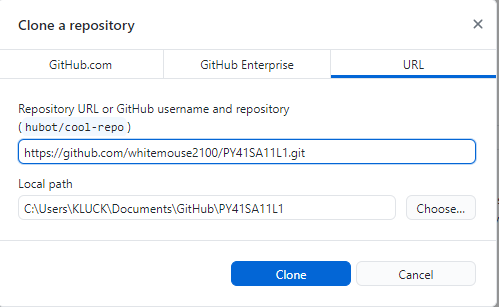 Clone a repository
GitHub.com
GitHub Enterprise
URL
Repository URL or GitHub username and repository
( hubot/cool-repo )
https://github.com/whitemouse2100/PY41SA11L1.git
Local path
C:\Users\KLUCK\Documents\GitHub\PY41SA11L1
Choose...
Clone
Cancel